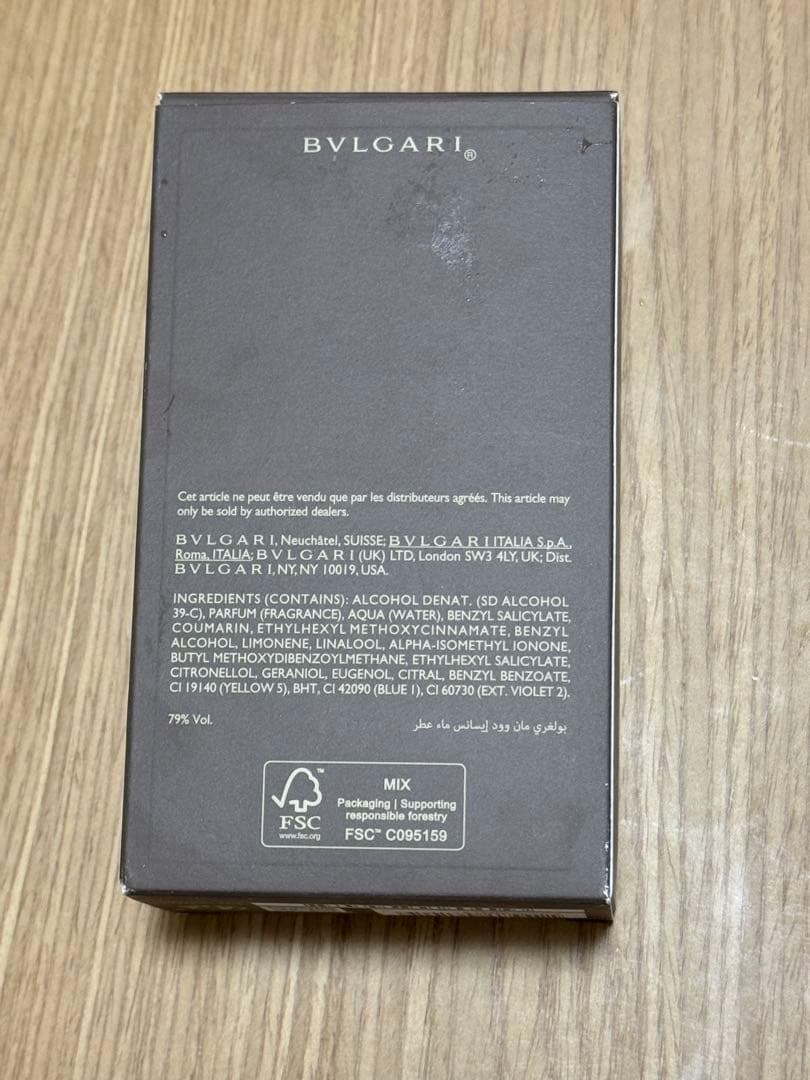 BVLGARI®
Cet article ne peut être vendu que par les distributeurs agréés. This article may
only be sold by authorized dealers.
BVLGARI, Neuchâtel, SUISSE; BVLGARI ITALIA S.p.A.,
Roma, ITALIA; BVLGARI (UK) LTD, London SW3 4LY, UK; Dist.
BVLGARI, NY, NY 10019, USA.
INGREDIENTS (CONTAINS): ALCOHOL DENAT. (SD ALCOHOL
39-C), PARFUM (FRAGRANCE), AQUA (WATER), BENZYL SALICYLATE,
COUMARIN, ETHYLHEXYL METHOXYCINNAMATE, BENZYL
ALCOHOL, LIMONENE, LINALOOL, ALPHA-ISOMETHYL IONONE,
BUTYL METHOXYDIBENZOYLMETHANE, ETHYLHEXYL SALICYLATE,
CITRONELLOL, GERANIOL, EUGENOL, CITRAL, BENZYL BENZOATE,
CI 19140 (YELLOW 5), BHT, CI 42090 (BLUE 1), CI 60730 (EXT. VIOLET 2).
79% Vol.
بولغري مان وود إيسانس ماء عطر
FSC™
www.fsc.org
MIX
Packaging | Supporting
responsible forestry
FSC™ C095159